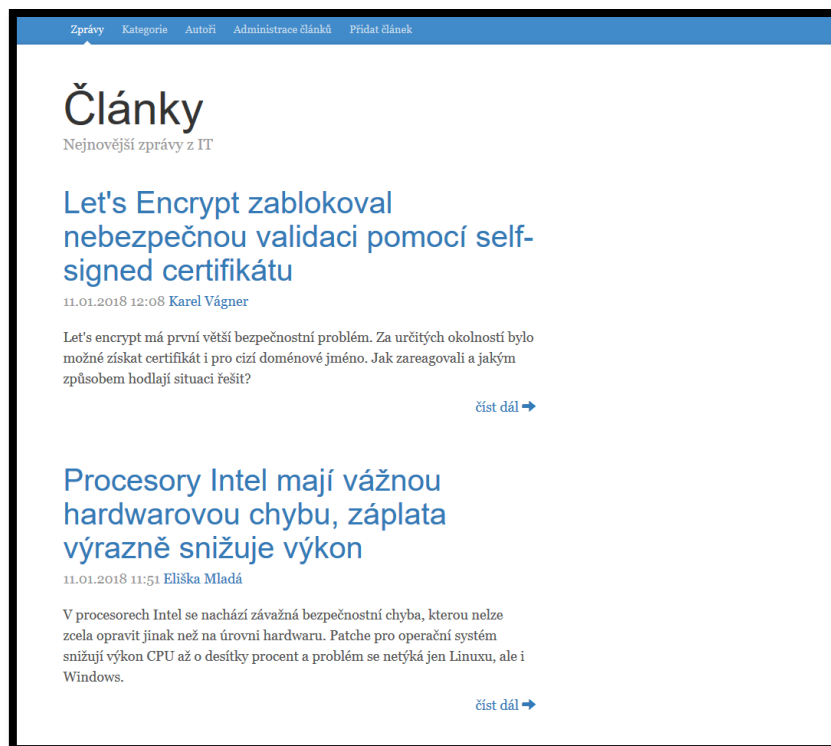 Zprávy Kategorie Autoři Administrace článků Přidat článek
Články
Nejnovější zprávy z IT
Let's Encrypt zablokoval
nebezpečnou validaci pomocí self-
signed certifikátu
11.01.2018 12:08 Karel Vágner
Let's encrypt má první větší bezpečnostní problém. Za určitých okolností bylo
možné získat certifikát i pro cizí doménové jméno. Jak zareagovali a jakým
způsobem hodlají situaci řešit?
číst dál
Procesory Intel mají vážnou
hardwarovou chybu, záplata
výrazně snižuje výkon
11.01.2018 11:51 Eliška Mladá
V procesorech Intel se nachází závažná bezpečnostní chyba, kterou nelze
zcela opravit jinak než na úrovni hardwaru. Patche pro operační systém
snižují výkon CPU až o desítky procent a problém se netýká jen Linuxu, ale i
Windows.
číst dál